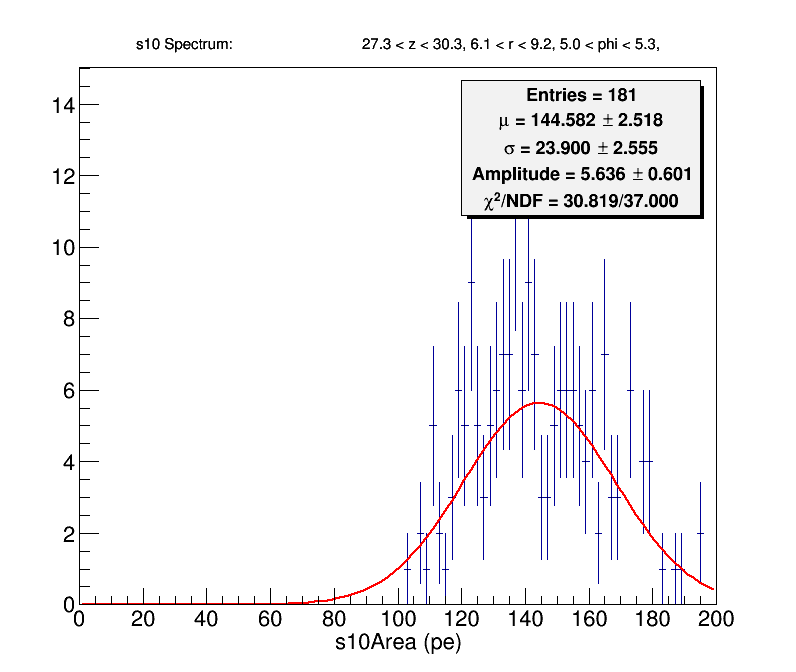 s10 Spectrum: 27.3 < z < 30.3, 6.1 < r < 9.2, 5.0 < phi < 5.3,
Entries = 181
μ = 144.582 ± 2.518
σ = 23.900 ± 2.555
Amplitude = 5.636 ± 0.601
χ²/NDF = 30.819/37.000
14
12
10
8
6
4
2
0
0 20 40 60 80 100 120 140 160 180 200
s10Area (pe)